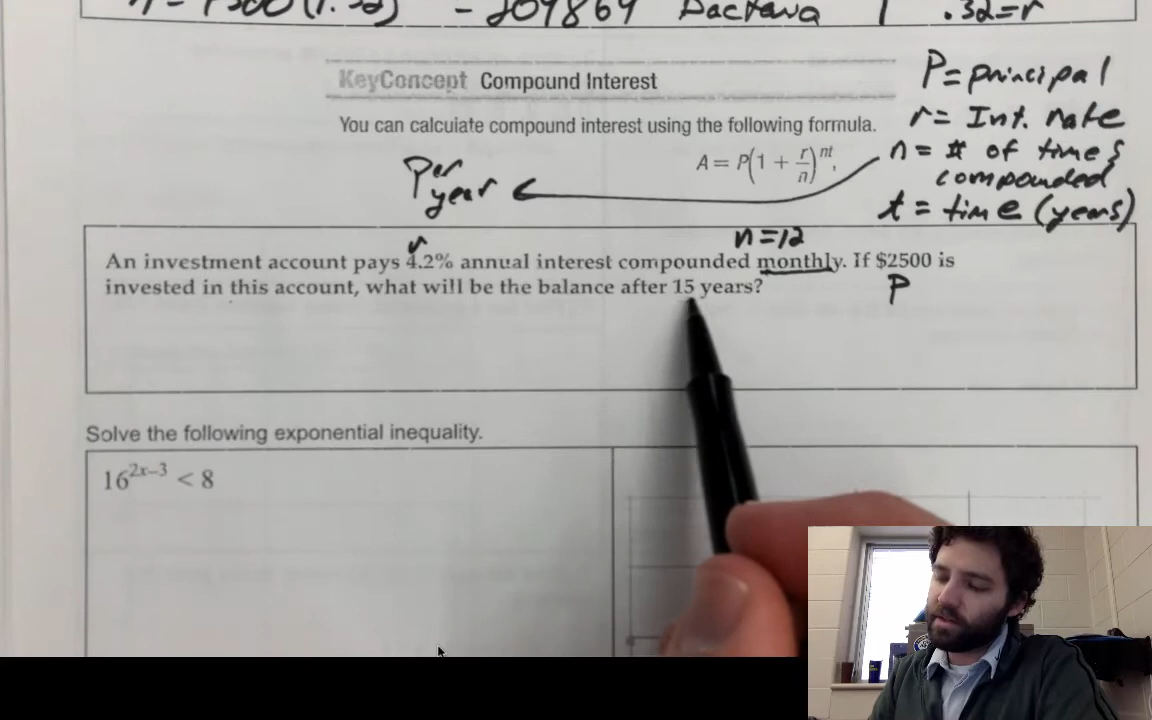 = 209864 Bacteria
.32=r
KeyConcept Compound Interest
You can calculate compound interest using the following formula.
A = P(1 + r/n)^nt,
P = principal
r = Int. rate
n = # of times
compounded
t = time (years)
Per
year
r
n=12
An investment account pays 4.2% annual interest compounded monthly. If $2500 is
P
invested in this account, what will be the balance after 15 years?
Solve the following exponential inequality.
16^2x–3 < 8